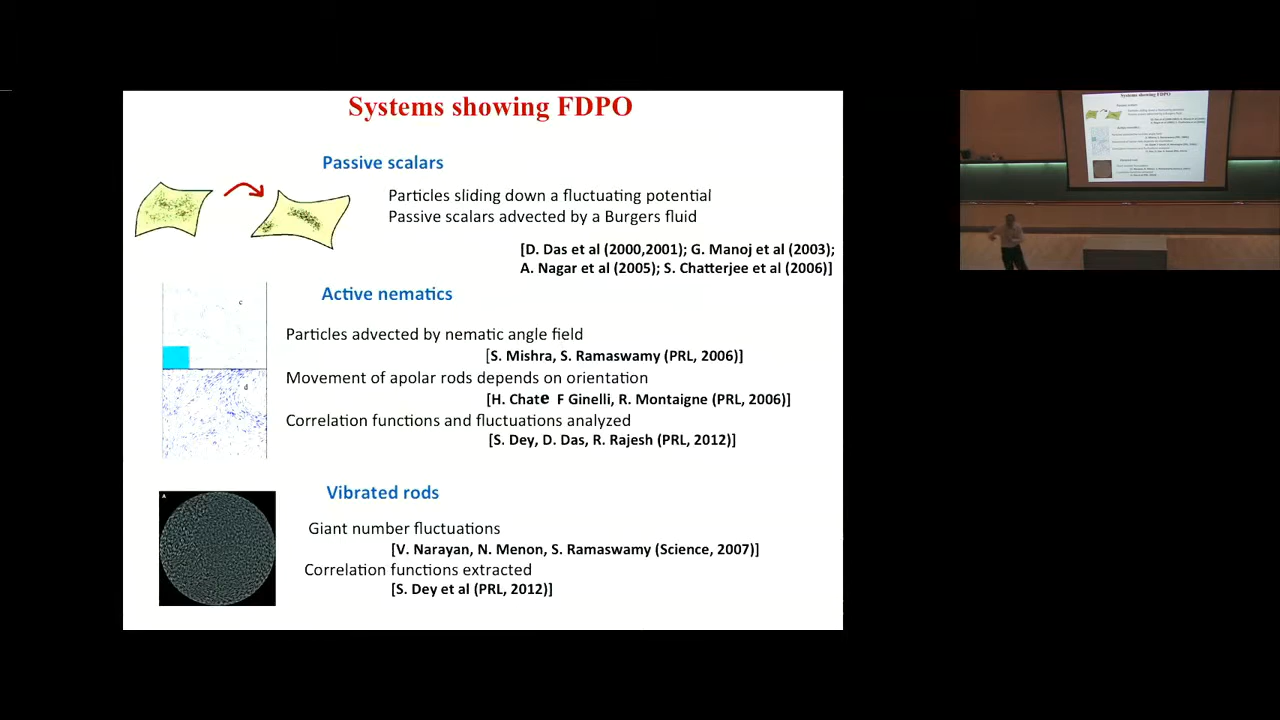 Systems showing FDPO
Passive scalars
Particles sliding down a fluctuating potential
Passive scalars advected by a Burgers fluid
[D. Das et al (2000,2001); G. Manoj et al (2003);
A. Nagar et al (2005); S. Chatterjee et al (2006)]
Active nematics
c
Particles advected by nematic angle field
[S. Mishra, S. Ramaswamy (PRL, 2006)]
Movement of apolar rods depends on orientation
d
[H. Chate F Ginelli, R. Montaigne (PRL, 2006)]
Correlation functions and fluctuations analyzed
[S. Dey, D. Das, R. Rajesh (PRL, 2012)]
A
Vibrated rods
Giant number fluctuations
[V. Narayan, N. Menon, S. Ramaswamy (Science, 2007)]
Correlation functions extracted
[S. Dey et al (PRL, 2012)]
Systems showing FDPO